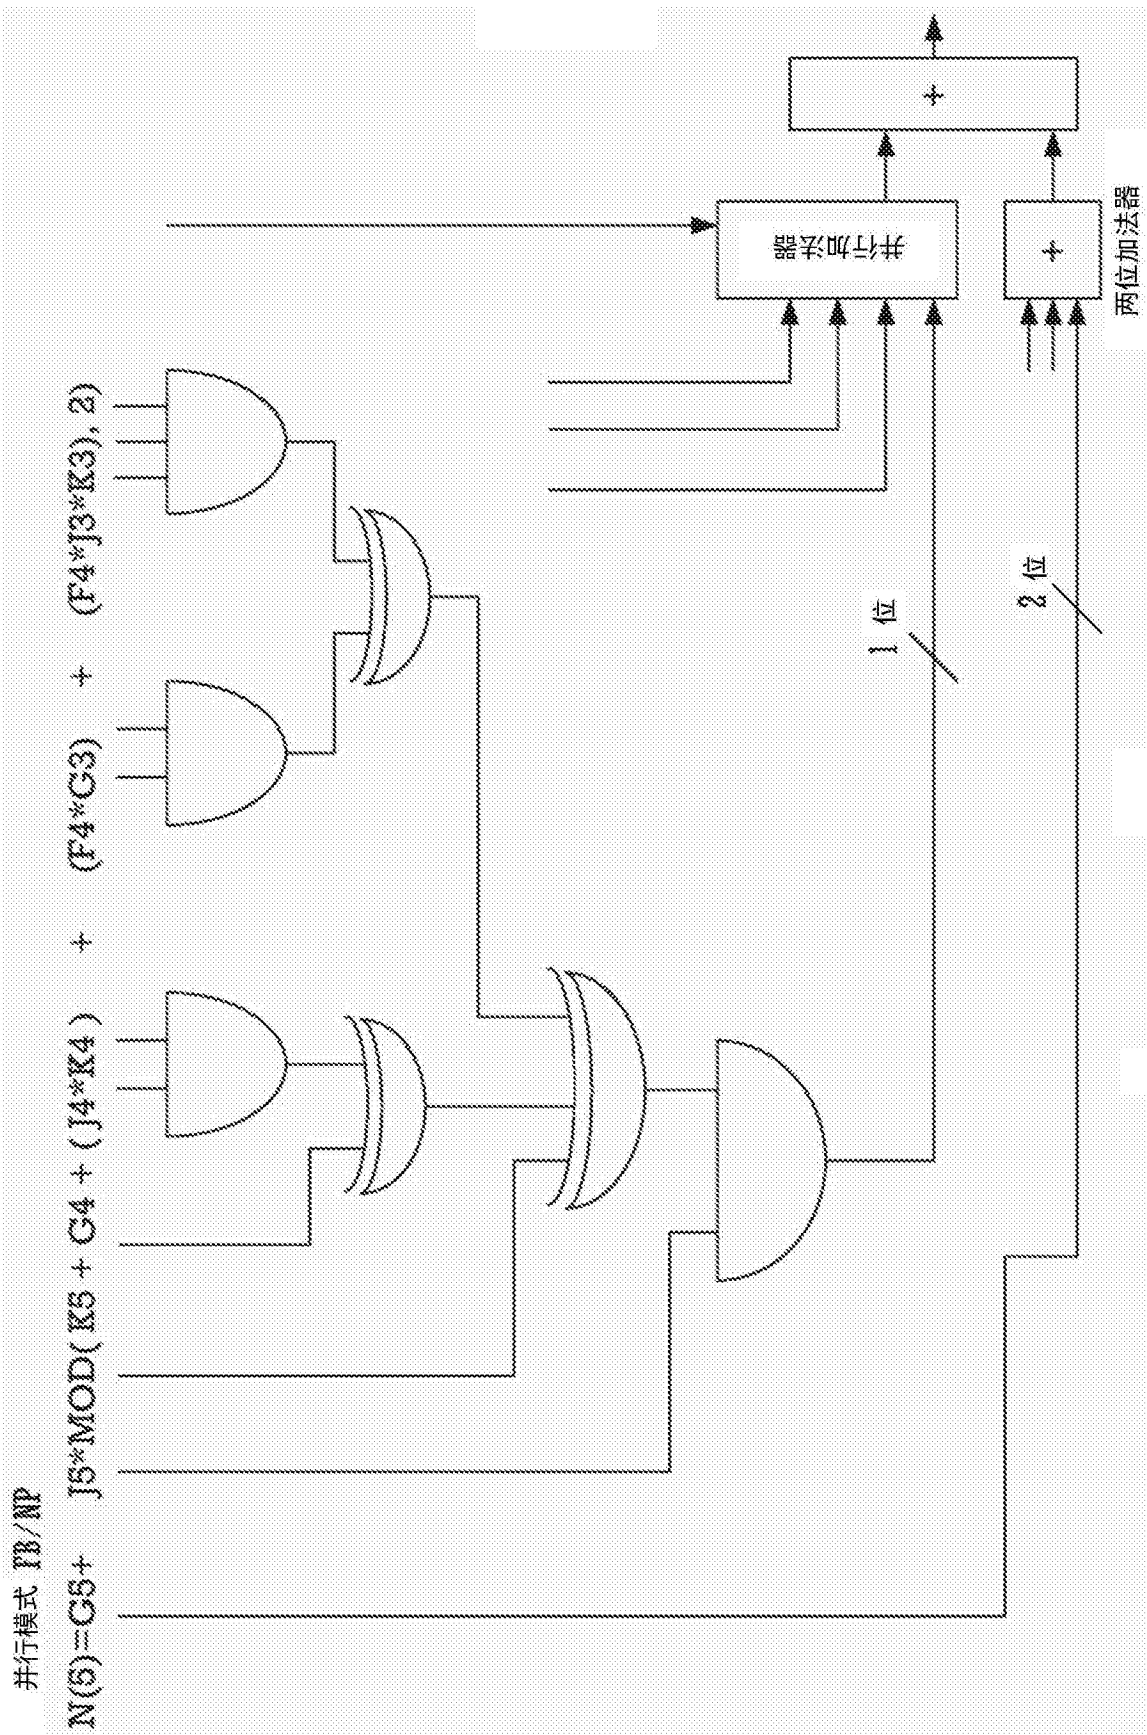 并行模式 TB/NP
N(5)=G5+ J5*MOD( K5 + G4 + ( J4*K4 ) + (F4*G3) + (F4*J3*K3), 2)
1 位
2 位
并行加法器
+
+
两位加法器